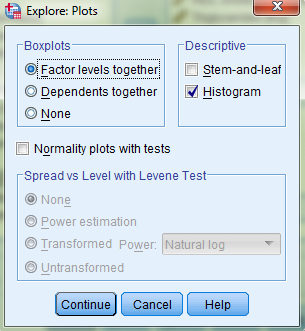 Explore: Plots
Boxplots
Factor levels together
Dependents together
None
Descriptive
Stem-and-leaf
Histogram
Normality plots with tests
Spread vs Level with Levene Test
None
Power estimation
Transformed Power: Natural log
Untransformed
Continue Cancel Help